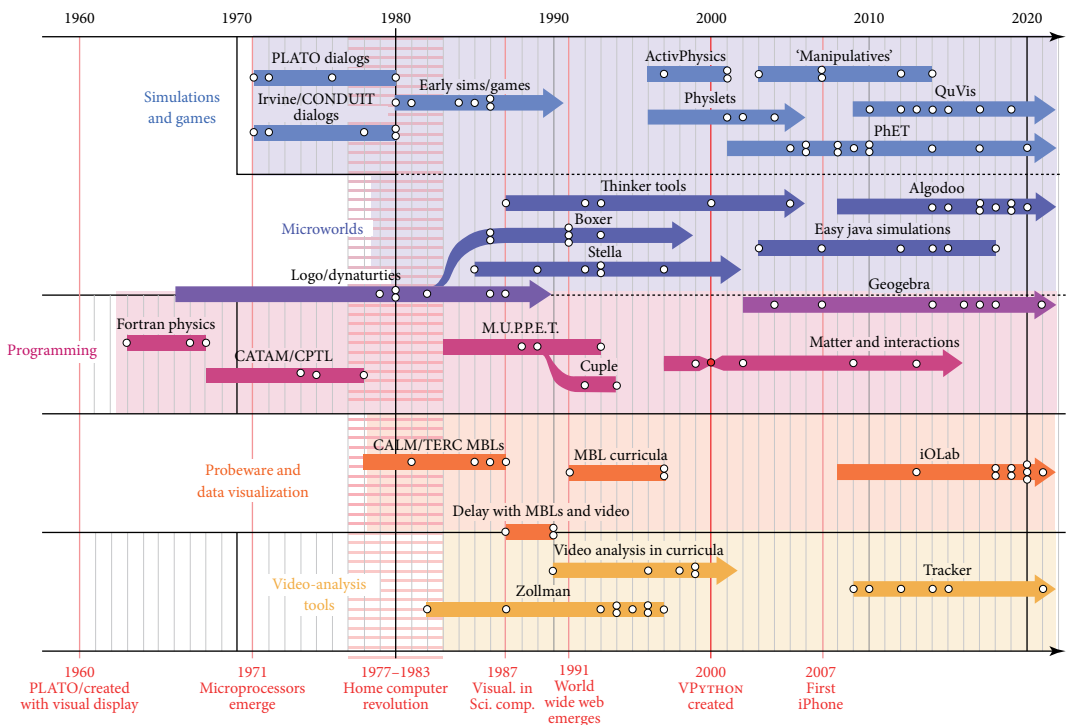 1960 1970 1980 1990 2000 2010 2020
PLATO dialogs
ActivPhysics
'Manipulatives'
Simulations
and games
Irvine/CONDUIT
dialogs
Early sims/games
Physlets
QuVis
PhET
Thinker tools
Algodoo
Microworlds
Boxer
Easy java simulations
Stella
Logo/dynaturties
Geogebra
Fortran physics
M.U.P.P.E.T.
Programming
Matter and interactions
CATAM/CPTL
Cuple
CALM/TERC MBLs
MBL curricula
iOLab
Probeware and
data visualization
Delay with MBLs and video
Video analysis in curricula
Video-analysis
tools
Zollman
Tracker
1960
PLATO/created
with visual display
1971
Microprocessors
emerge
1977–1983
Home computer
revolution
1987
Visual. in
Sci. comp.
1991
World
wide web
emerges
2000
VPYTHON
created
2007
First
iPhone